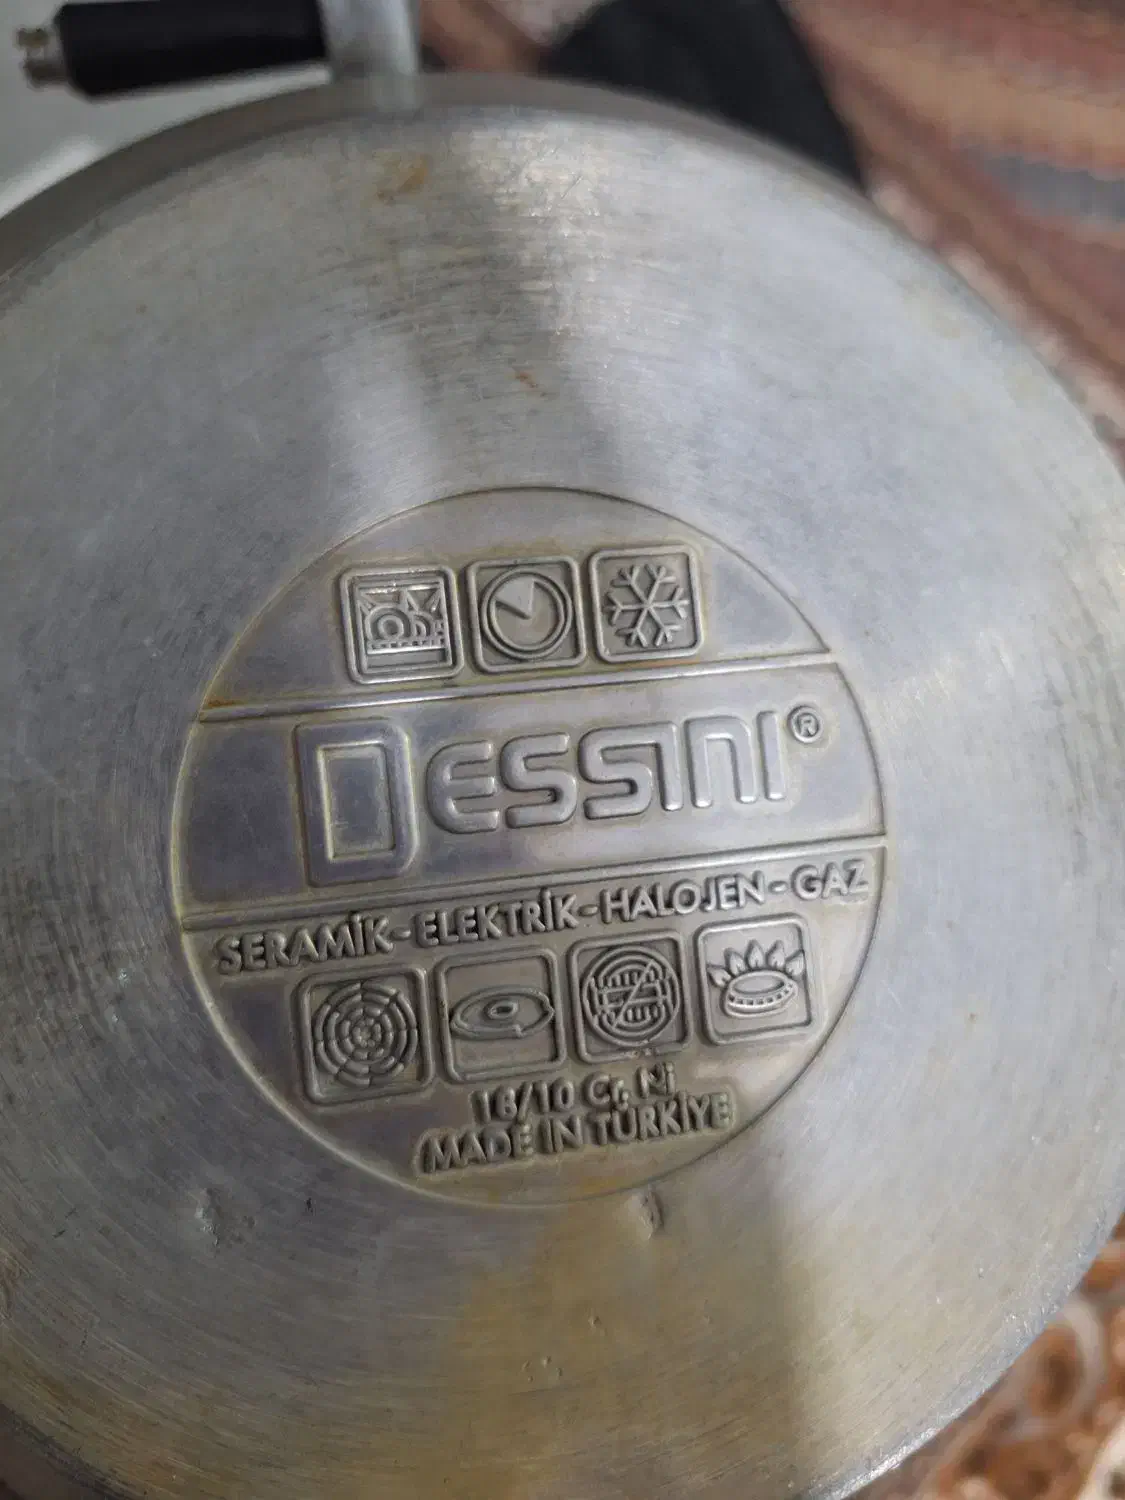 DESSINI®
SERAMİK-ELEKTRİK-HALOJEN-GAZ
18/10 Cr Ni
MADE IN TÜRKİYE